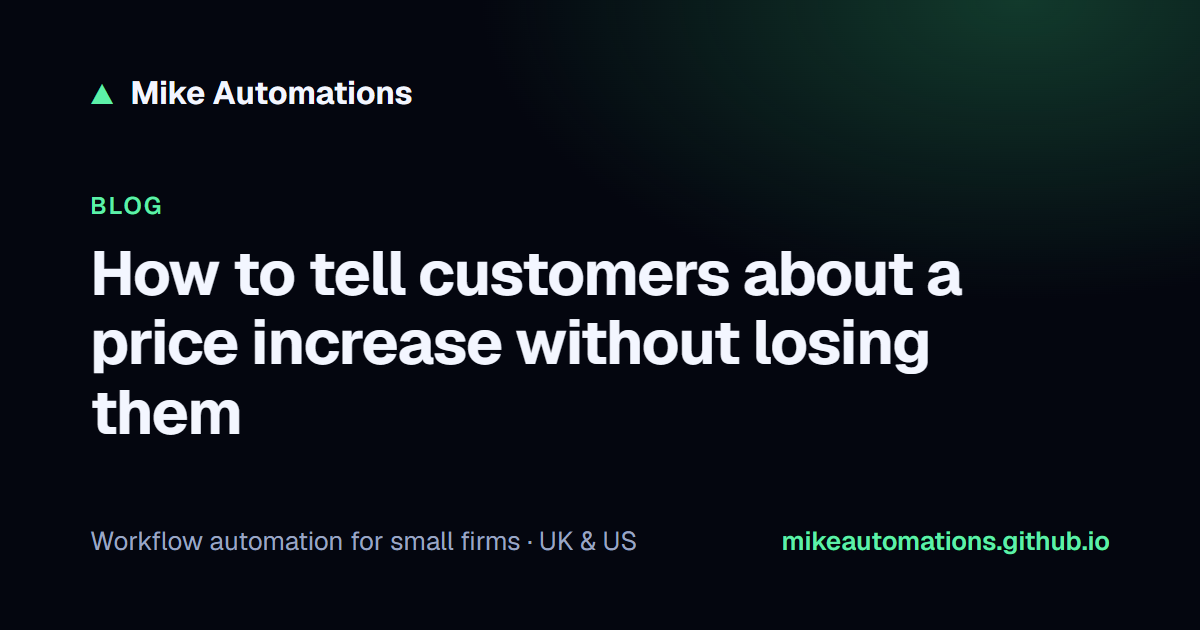 Mike Automations
BLOG
How to tell customers about a
price increase without losing
them
Workflow automation for small firms · UK & US
mikeautomations.github.io